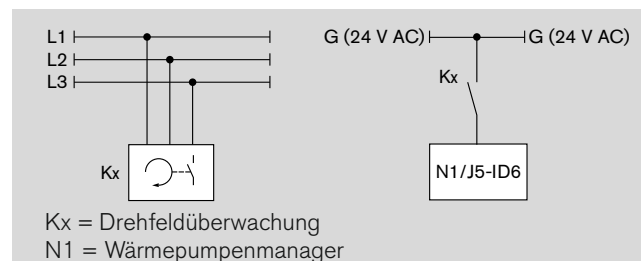 L1
L2
L3
Kx
G (24 V AC) G (24 V AC)
Kx
N1/J5-ID6
Kx = Drehfeldüberwachung
N1 = Wärmepumpenmanager